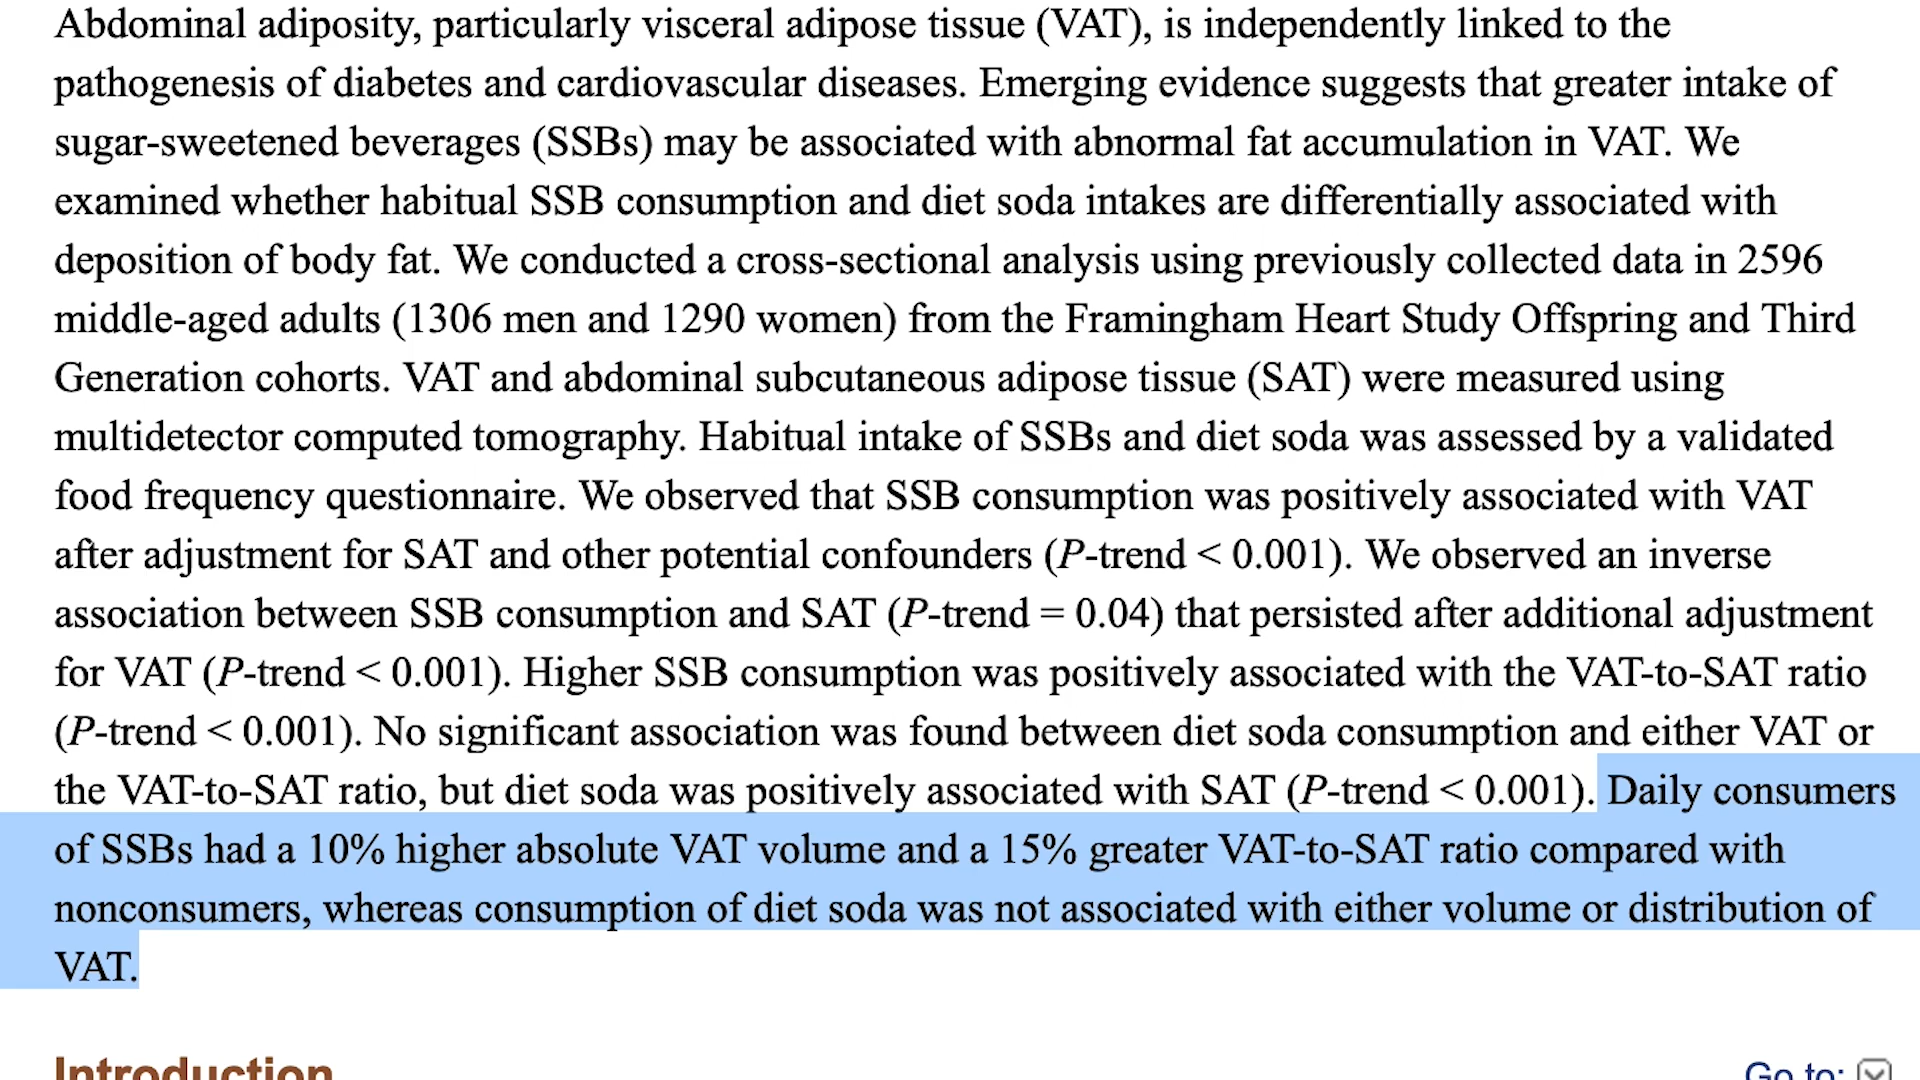 Abdominal adiposity, particularly visceral adipose tissue (VAT), is independently linked to the
pathogenesis of diabetes and cardiovascular diseases. Emerging evidence suggests that greater intake of
sugar-sweetened beverages (SSBs) may be associated with abnormal fat accumulation in VAT. We
examined whether habitual SSB consumption and diet soda intakes are differentially associated with
deposition of body fat. We conducted a cross-sectional analysis using previously collected data in 2596
middle-aged adults (1306 men and 1290 women) from the Framingham Heart Study Offspring and Third
Generation cohorts. VAT and abdominal subcutaneous adipose tissue (SAT) were measured using
multidetector computed tomography. Habitual intake of SSBs and diet soda was assessed by a validated
food frequency questionnaire. We observed that SSB consumption was positively associated with VAT
after adjustment for SAT and other potential confounders (P-trend < 0.001). We observed an inverse
association between SSB consumption and SAT (P-trend = 0.04) that persisted after additional adjustment
for VAT (P-trend < 0.001). Higher SSB consumption was positively associated with the VAT-to-SAT ratio
(P-trend < 0.001). No significant association was found between diet soda consumption and either VAT or
the VAT-to-SAT ratio, but diet soda was positively associated with SAT (P-trend < 0.001). Daily consumers
of SSBs had a 10% higher absolute VAT volume and a 15% greater VAT-to-SAT ratio compared with
nonconsumers, whereas consumption of diet soda was not associated with either volume or distribution of
VAT.
Introduction
Go to: